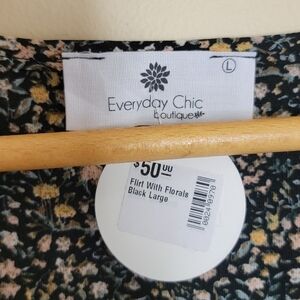 L
Everyday Chic
boutique
$50.00
Flirt With Florals
Black Large